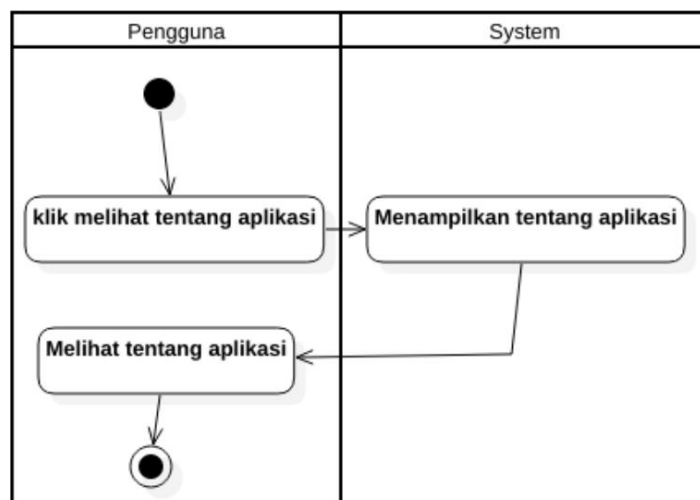 Pengguna
System
klik melihat tentang aplikasi
Menampilkan tentang aplikasi
Melihat tentang aplikasi